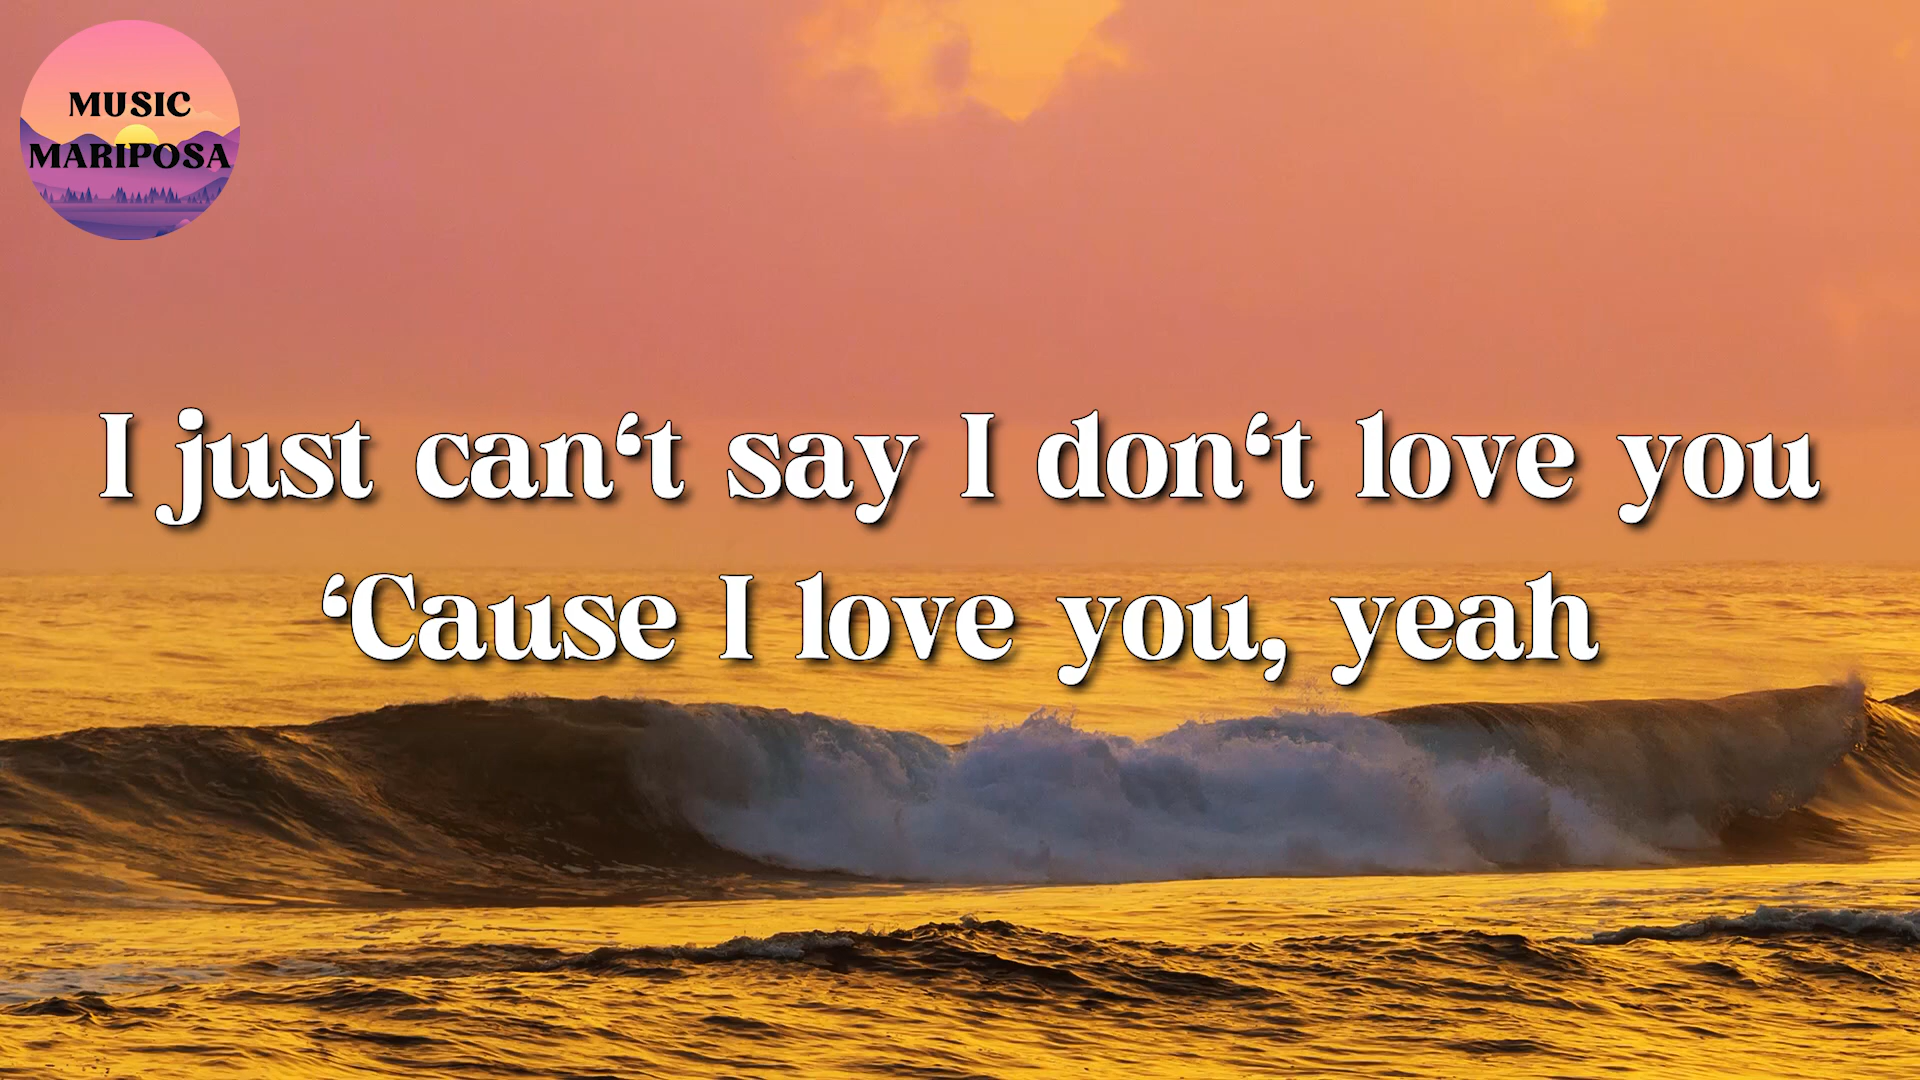 MUSIC
MARIPOSA
I just can‘t say I don‘t love you
‘Cause I love you, yeah